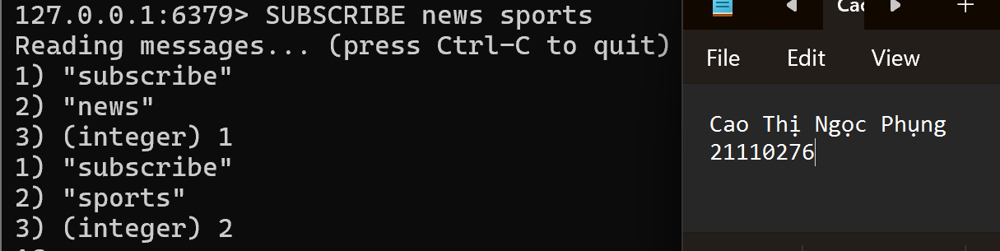 127.0.0.1:6379> SUBSCRIBE news sports
Reading messages... (press Ctrl-C to quit)
1) "subscribe"
2) "news"
3) (integer) 1
1) "subscribe"
2) "sports"
3) (integer) 2
File Edit View
Cao Thị Ngọc Phụng
21110276